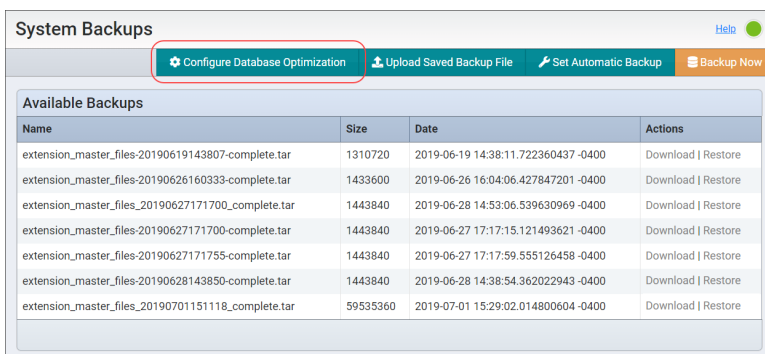 System Backups
Help
Configure Database Optimization Upload Saved Backup File Set Automatic Backup Backup Now
Available Backups
Name Size Date Actions
extension_master_files-20190619143807-complete.tar 1310720 2019-06-19 14:38:11.722360437 -0400 Download | Restore
extension_master_files-20190626160333-complete.tar 1433600 2019-06-26 16:04:06.427847201 -0400 Download | Restore
extension_master_files_20190627171700_complete.tar 1443840 2019-06-28 14:53:06.539630969 -0400 Download | Restore
extension_master_files-20190627171700-complete.tar 1443840 2019-06-27 17:17:15.121493621 -0400 Download | Restore
extension_master_files-20190627171755-complete.tar 1443840 2019-06-27 17:17:59.555126458 -0400 Download | Restore
extension_master_files-20190628143850-complete.tar 1443840 2019-06-28 14:38:54.362022943 -0400 Download | Restore
extension_master_files_20190701151118_complete.tar 59535360 2019-07-01 15:29:02.014800604 -0400 Download | Restore